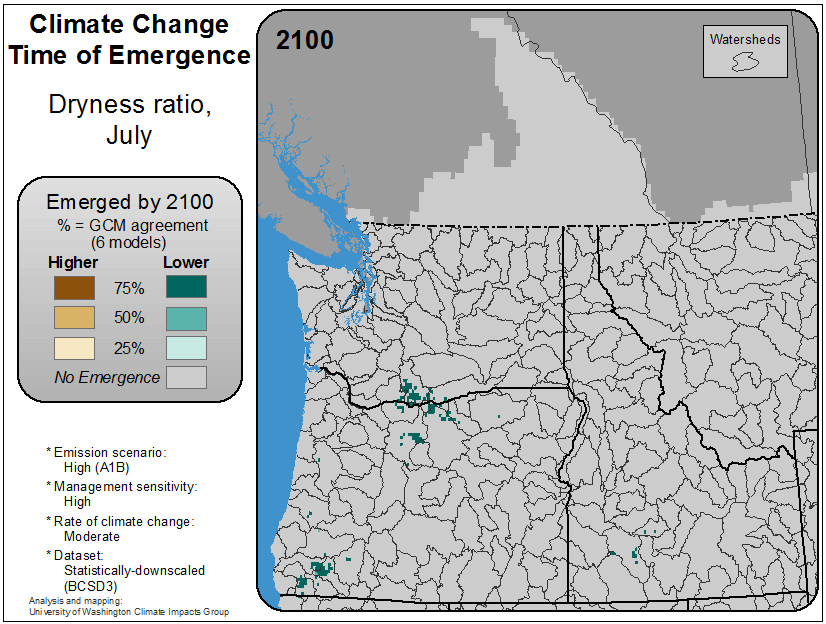 Climate Change
Time of Emergence
Dryness ratio,
July
2100
Watersheds
Emerged by 2100
% = GCM agreement
(6 models)
Higher Lower
75%
50%
25%
No Emergence
* Emission scenario:
High (A1B)
* Management sensitivity:
High
* Rate of climate change:
Moderate
* Dataset:
Statistically-downscaled
(BCSD3)
Analysis and mapping:
University of Washington Climate Impacts Group